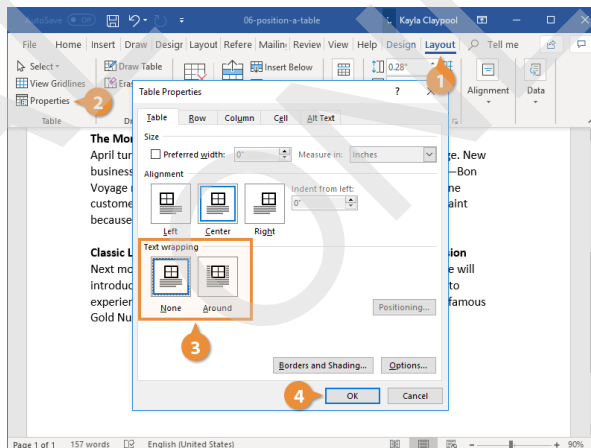 AutoSave Off 06-position-a-table Kayla Claypool
File Home Insert Draw Desigr Layout Refere Mailin Review View Help Design Layout Tell me
Select Draw Table Insert Below 0.28"
View Gridlines Eras Alignment Data
Properties
Table Dr
1
2
Table Properties ? X
Table Row Column Cell Alt Text
Size
Preferred width: 0" Measure in: Inches
Alignment
Indent from left:
0"
Left Center Right
Text wrapping
None Around
Positioning...
3
Borders and Shading... Options...
4 OK Cancel
The Mor
April tur ge. New
business —Bon
Voyage ne
custome aint
because
Classic L sion
Next mo e will
introduc to
experier famous
Gold Nu
Page 1 of 1 157 words English (United States) 90%